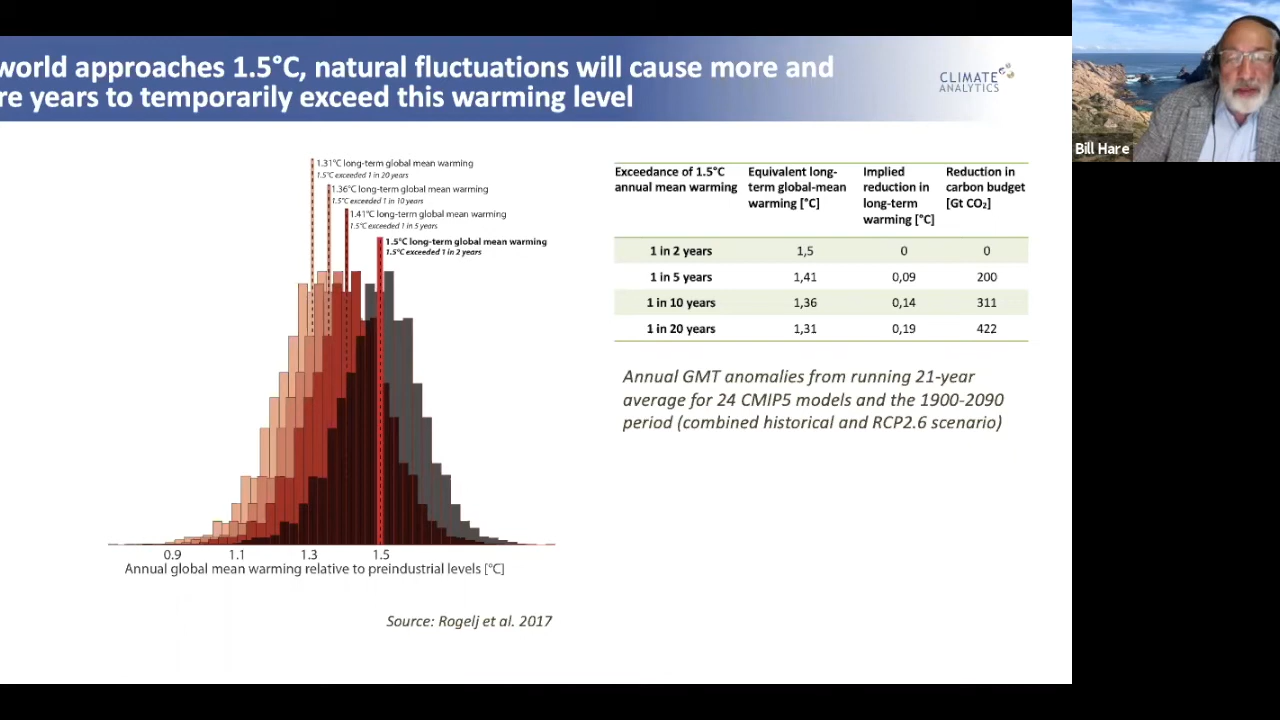 world approaches 1.5°C, natural fluctuations will cause more and
re years to temporarily exceed this warming level
CLIMATE
ANALYTICS
Bill Hare
1.31°C long-term global mean warming
1.5°C exceeded 1 in 20 years
1.36°C long-term global mean warming
1.5°C exceeded 1 in 10 years
1.41°C long-term global mean warming
1.5°C exceeded 1 in 5 years
1.5°C long-term global mean warming
1.5°C exceeded 1 in 2 years
0.9 1.1 1.3 1.5
Annual global mean warming relative to preindustrial levels [°C]
Source: Rogelj et al. 2017
Exceedance of 1.5°C annual mean warming Equivalent long-term global-mean warming [°C] Implied reduction in long-term warming [°C] Reduction in carbon budget [Gt CO₂]
1 in 2 years 1,5 0 0
1 in 5 years 1,41 0,09 200
1 in 10 years 1,36 0,14 311
1 in 20 years 1,31 0,19 422
Annual GMT anomalies from running 21-year
average for 24 CMIP5 models and the 1900-2090
period (combined historical and RCP2.6 scenario)